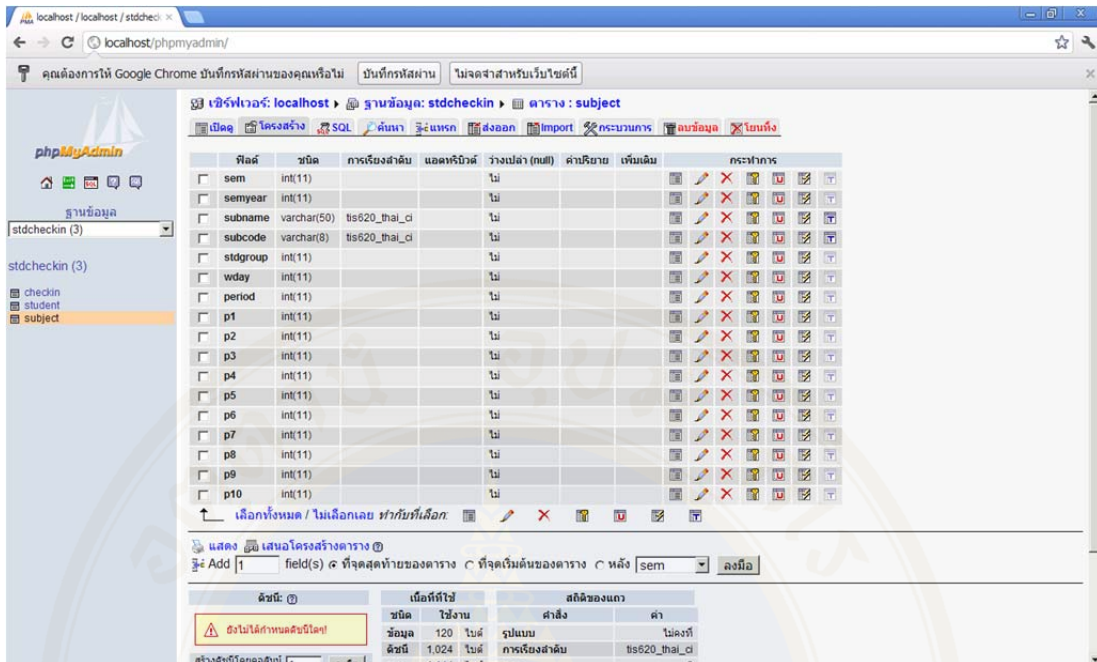 localhost / localhost / stdcheck
localhost/phpmyadmin/
คุณต้องการให้ Google Chrome บันทึกรหัสผ่านของคุณหรือไม่ บันทึกรหัสผ่าน ไม่จดจำสำหรับเว็บไซต์นี้
phpMyAdmin
ฐานข้อมูล
stdcheckin (3)
stdcheckin (3)
checkin
student
subject
เซิร์ฟเวอร์: localhost ฐานข้อมูล: stdcheckin ตาราง : subject
เปิดดู โครงสร้าง SQL ค้นหา แทรก ส่งออก Import กระบวนการ ลบข้อมูล โยนทิ้ง
ฟิลด์ ชนิด การเรียงลำดับ แอตทริบิวต์ ว่างเปล่า (null) ค่าปริยาย เพิ่มเติม กระทำการ
sem int(11) ไม่
semyear int(11) ไม่
subname varchar(50) tis620_thai_ci ไม่
subcode varchar(8) tis620_thai_ci ไม่
stdgroup int(11) ไม่
wday int(11) ไม่
period int(11) ไม่
p1 int(11) ไม่
p2 int(11) ไม่
p3 int(11) ไม่
p4 int(11) ไม่
p5 int(11) ไม่
p6 int(11) ไม่
p7 int(11) ไม่
p8 int(11) ไม่
p9 int(11) ไม่
p10 int(11) ไม่
เลือกทั้งหมด / ไม่เลือกเลย ทำกับที่เลือก:
แสดง เสนอโครงสร้างตาราง
Add 1 field(s) ที่จุดสุดท้ายของตาราง ที่จุดเริ่มต้นของตาราง หลัง sem ลงมือ
ดัชนี: เนื้อที่ที่ใช้ สถิติของแถว
ชนิด ใช้งาน คำสั่ง ค่า
ยังไม่ได้กำหนดดัชนีใดๆ! ข้อมูล 120 ไบต์ รูปแบบ ไม่คงที่
ดัชนี 1,024 ไบต์ การเรียงลำดับ tis620_thai_ci